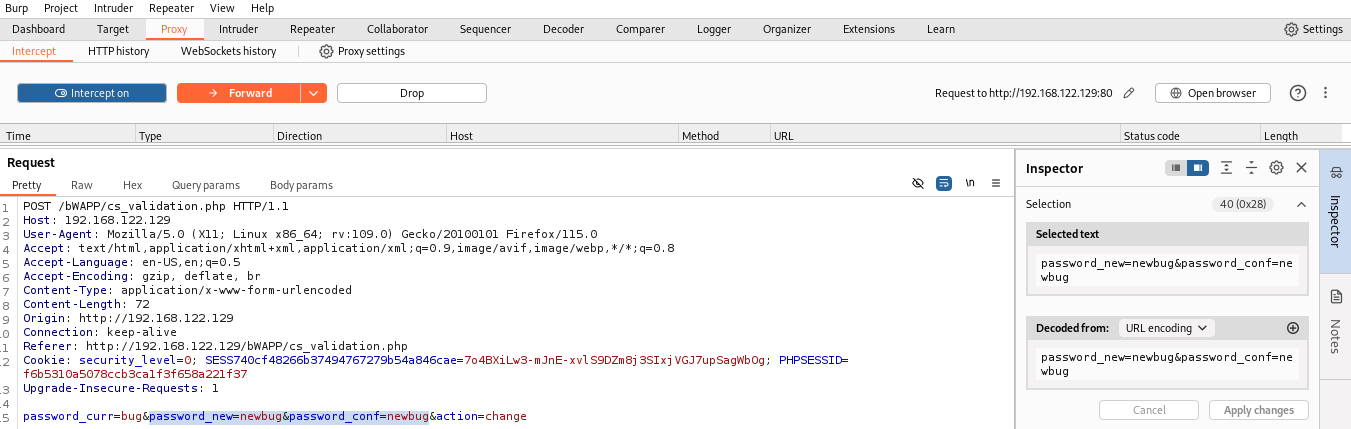 Burp Project Intruder Repeater View Help
Dashboard Target Proxy Intruder Repeater Collaborator Sequencer Decoder Comparer Logger Organizer Extensions Learn Settings
Intercept HTTP history WebSockets history Proxy settings
Intercept on Forward Drop Request to http://192.168.122.129:80 Open browser
Time Type Direction Host Method URL Status code Length
Request
Pretty Raw Hex Query params Body params \n
1 POST /bWAPP/cs_validation.php HTTP/1.1
2 Host: 192.168.122.129
3 User-Agent: Mozilla/5.0 (X11; Linux x86_64; rv:109.0) Gecko/20100101 Firefox/115.0
4 Accept: text/html,application/xhtml+xml,application/xml;q=0.9,image/avif,image/webp,*/*;q=0.8
5 Accept-Language: en-US,en;q=0.5
6 Accept-Encoding: gzip, deflate, br
7 Content-Type: application/x-www-form-urlencoded
8 Content-Length: 72
9 Origin: http://192.168.122.129
10 Connection: keep-alive
11 Referer: http://192.168.122.129/bWAPP/cs_validation.php
12 Cookie: security_level=0; SESS740cf48266b37494767279b54a846cae=7o4BXiLw3-mJnE-xvlS9DZm8j3SIxjVGJ7upSagWbOg; PHPSESSID=
f6b5310a5078ccb3ca1f3f658a221f37
13 Upgrade-Insecure-Requests: 1
14
15 password_curr=bug&password_new=newbug&password_conf=newbug&action=change
Inspector
Selection 40 (0x28)
Selected text
password_new=newbug&password_conf=ne
wbug
Decoded from: URL encoding
password_new=newbug&password_conf=ne
wbug
Cancel Apply changes
Inspector
Notes